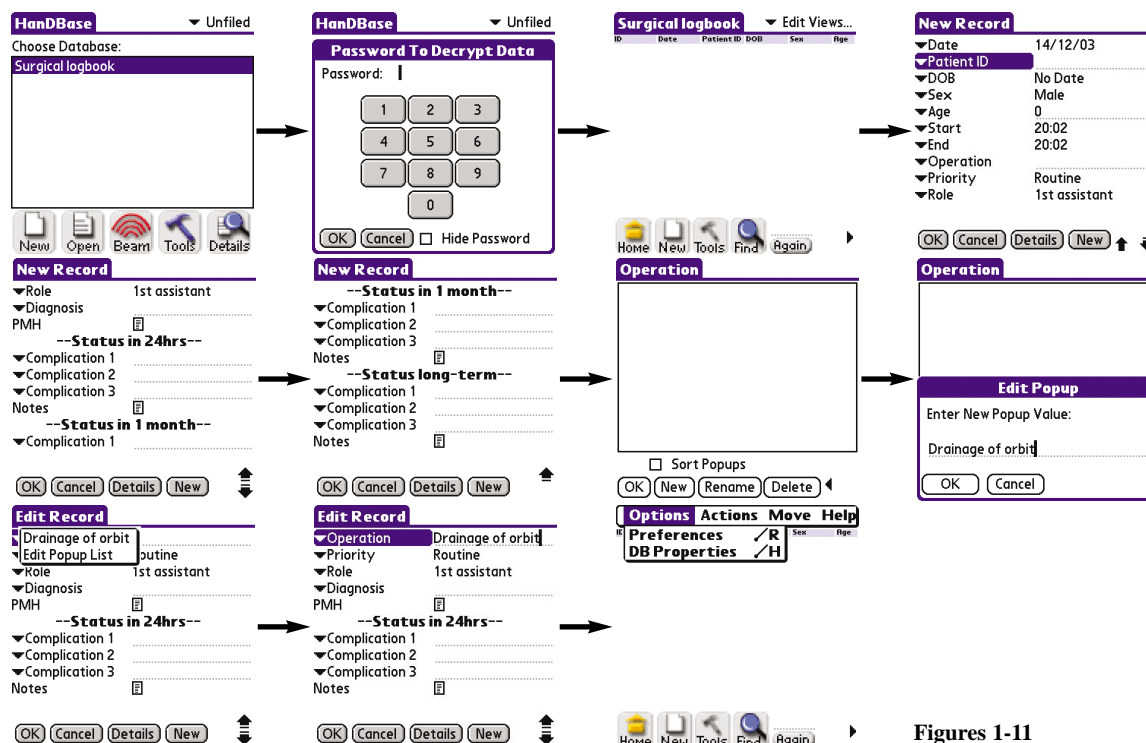 HanDBase Unfiled
Choose Database:
Surgical logbook
New Open Beam Tools Details
HanDBase Unfiled
Password To Decrypt Data
Password:
1 2 3
4 5 6
7 8 9
0
OK Cancel Hide Password
Surgical logbook Edit Views...
ID Date Patient ID DOB Sex Age
Home New Tools Find Again
New Record
Date 14/12/03
Patient ID
DOB No Date
Sex Male
Age 0
Start 20:02
End 20:02
Operation
Priority Routine
Role 1st assistant
OK Cancel Details New
New Record
Role 1st assistant
Diagnosis
PMH
--Status in 24hrs--
Complication 1
Complication 2
Complication 3
Notes
--Status in 1 month--
Complication 1
OK Cancel Details New
New Record
--Status in 1 month--
Complication 1
Complication 2
Complication 3
Notes
--Status long-term--
Complication 1
Complication 2
Complication 3
Notes
OK Cancel Details New
Operation
Sort Popups
OK New Rename Delete
Operation
Edit Popup
Enter New Popup Value:
Drainage of orbit
OK Cancel
Edit Record
Drainage of orbit
Edit Popup List outine
Role 1st assistant
Diagnosis
PMH
--Status in 24hrs--
Complication 1
Complication 2
Complication 3
Notes
OK Cancel Details New
Edit Record
Operation Drainage of orbit
Priority Routine
Role 1st assistant
Diagnosis
PMH
--Status in 24hrs--
Complication 1
Complication 2
Complication 3
Notes
OK Cancel Details New
Options Actions Move Help
Preferences /R Sex Age
DB Properties /H
Home New Tools Find Again
Figures 1-11